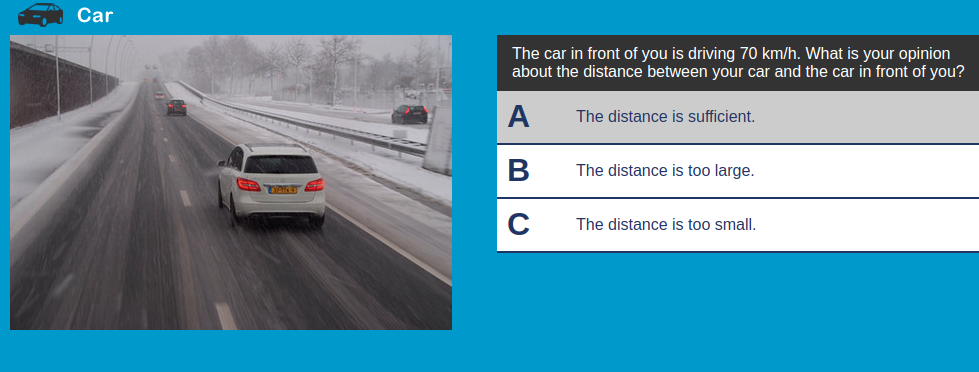 Car
The car in front of you is driving 70 km/h. What is your opinion
about the distance between your car and the car in front of you?
A
The distance is sufficient.
B
The distance is too large.
C
The distance is too small.